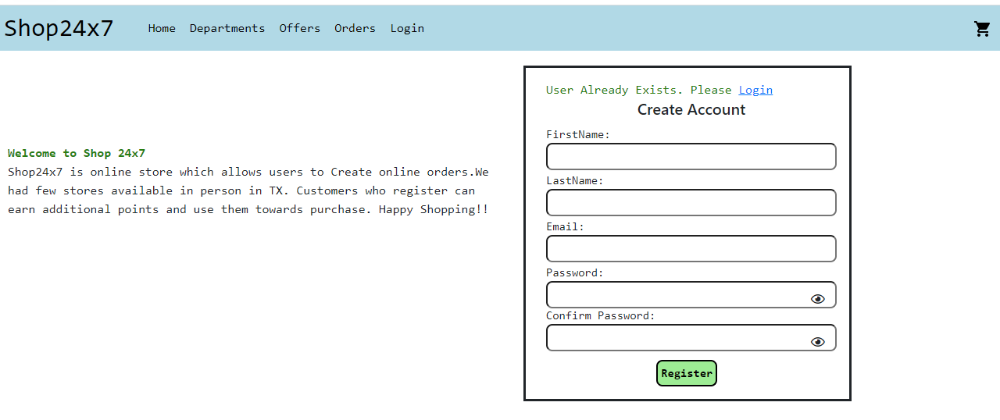 Shop24x7 Home Departments Offers Orders Login
Welcome to Shop 24x7
Shop24x7 is online store which allows users to Create online orders.We
had few stores available in person in TX. Customers who register can
earn additional points and use them towards purchase. Happy Shopping!!
User Already Exists. Please Login
Create Account
FirstName:
LastName:
Email:
Password:
Confirm Password:
Register